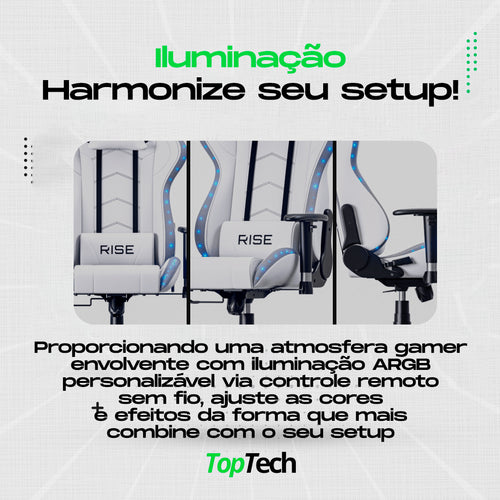 Iluminação
Harmonize seu setup!
RISE
RISE
Proporcionando uma atmosfera gamer
envolvente com iluminação ARGB
personalizável via controle remoto
sem fio, ajuste as cores
e efeitos da forma que mais
combine com o seu setup
TopTech